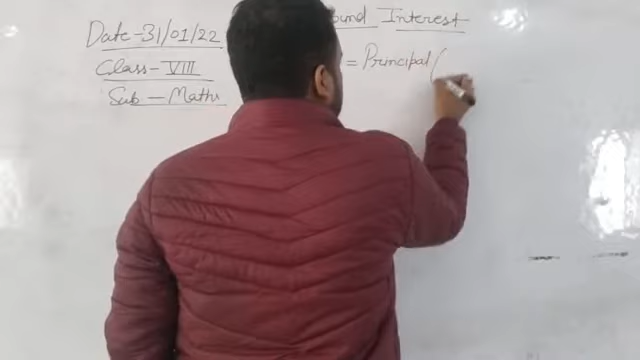 Date - 31/01/22
Class - VIII
Sub - Maths
ound Interest
= Principal (